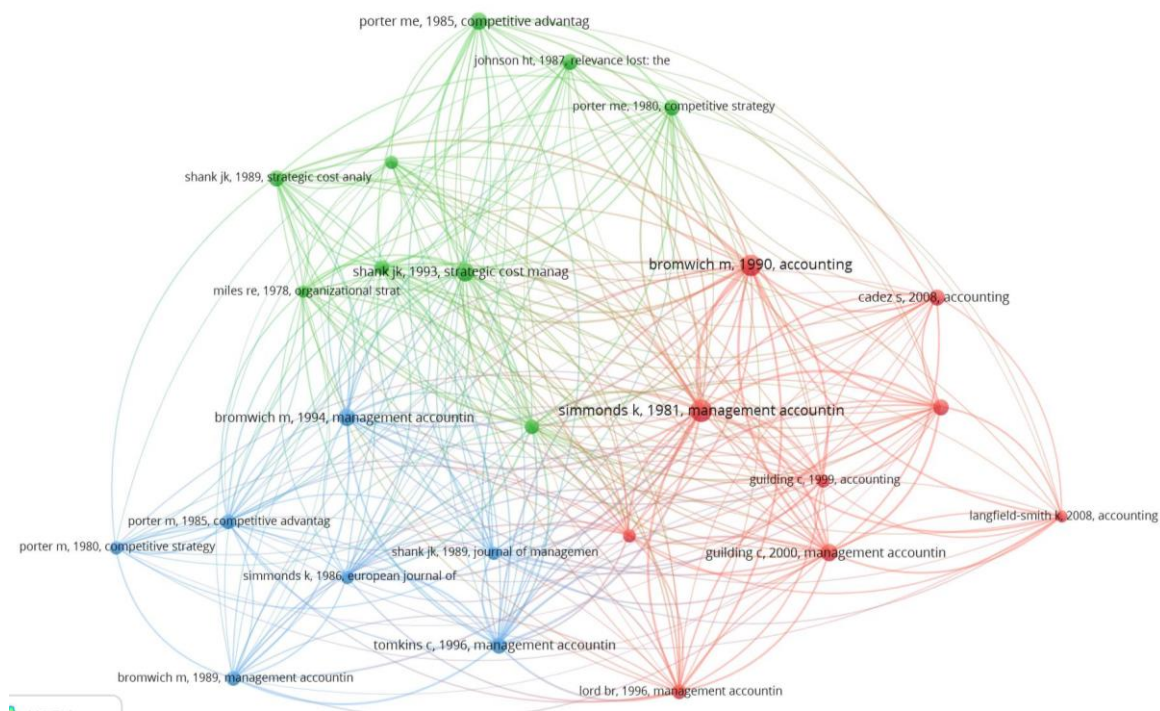 porter me, 1985, competitive advantag
johnson ht, 1987, relevance lost: the
porter me, 1980, competitive strategy
shank jk, 1989, strategic cost analy
bromwich m, 1990, accounting
shank jk, 1993, strategic cost manag
miles re, 1978, organizational strat
cadez s, 2008, accounting
simmonds k, 1981, management accountin
bromwich m, 1994, management accountin
guilding c, 1999, accounting
langfield-smith k, 2008, accounting
porter m, 1985, competitive advantag
porter m, 1980, competitive strategy
shank jk, 1989, journal of managemen
guilding c, 2000, management accountin
simmonds k, 1986, european journal of
tomkins c, 1996, management accountin
bromwich m, 1989, management accountin
lord br, 1996, management accountin